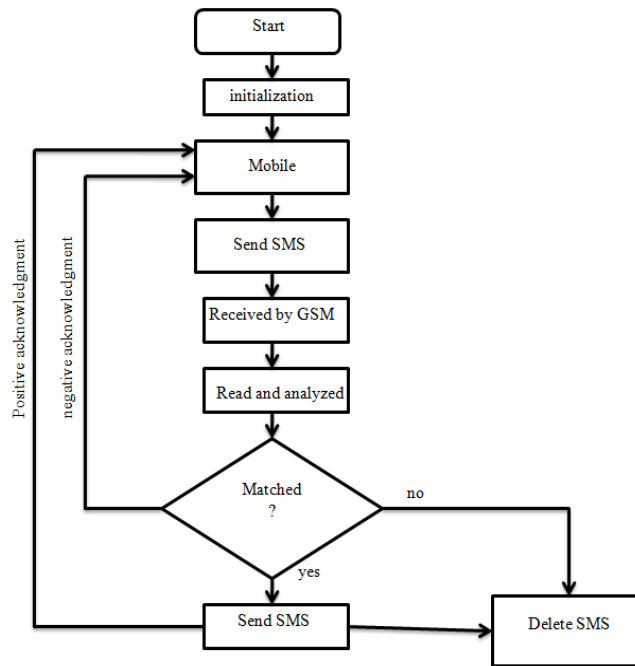 Start
initialization
Mobile
Send SMS
Received by GSM
Read and analyzed
Matched
?
no
yes
Send SMS
Delete SMS
Positive acknowledgment
negative acknowledgment